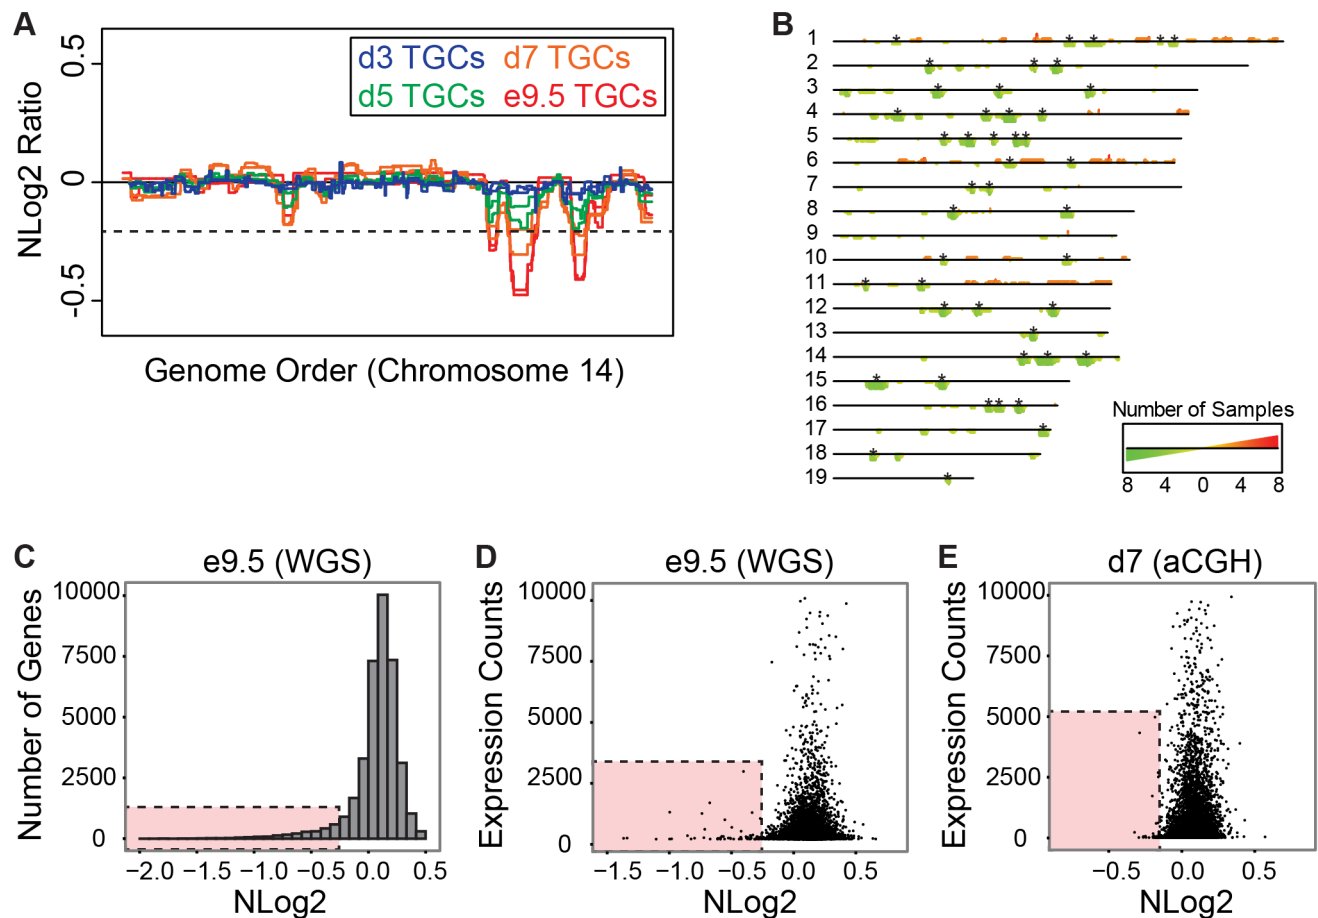 A
0.5
0
-0.5
NLog2 Ratio
d3 TGCs d7 TGCs
d5 TGCs e9.5 TGCs
Genome Order (Chromosome 14)
B
1 * * * * *
2 * * *
3 * * *
4 * * * *
5 * * * * *
6 * *
7 * *
8 * *
9
10 * *
11 * *
12 * * *
13 *
14 * * *
15 * *
16 * * *
17 *
18 *
19 *
Number of Samples
8 4 0 4 8
C
e9.5 (WGS)
Number of Genes
10000
7500
5000
2500
0
−2.0 −1.5 −1.0 −0.5 0.0 0.5
NLog2
D
e9.5 (WGS)
Expression Counts
10000
7500
5000
2500
0
−1.5 −1.0 −0.5 0.0 0.5
NLog2
E
d7 (aCGH)
Expression Counts
10000
7500
5000
2500
0
−0.5 0.0 0.5
NLog2